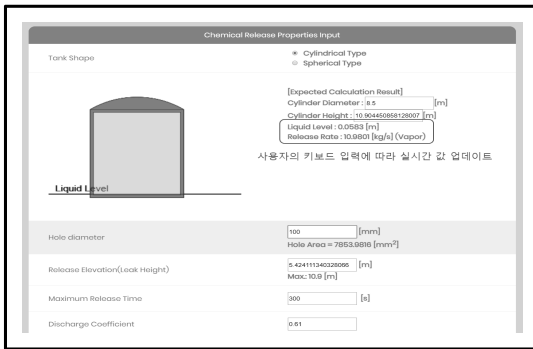 Chemical Release Properties Input
Tank Shape
Cylindrical Type
Spherical Type
[Expected Calculation Result]
Cylinder Diameter : 8.5 [m]
Cylinder Height : 10.904450858128007 [m]
Liquid Level : 0.0583 [m]
Release Rate : 10.9801 [kg/s] (Vapor)
사용자의 키보드 입력에 따라 실시간 값 업데이트
Liquid Level
Hole diameter
100 [mm]
Hole Area = 7853.9816 [mm²]
Release Elevation(Leak Height)
5.424111340328066 [m]
Max.: 10.9 [m]
Maximum Release Time
300 [s]
Discharge Coefficient
0.61